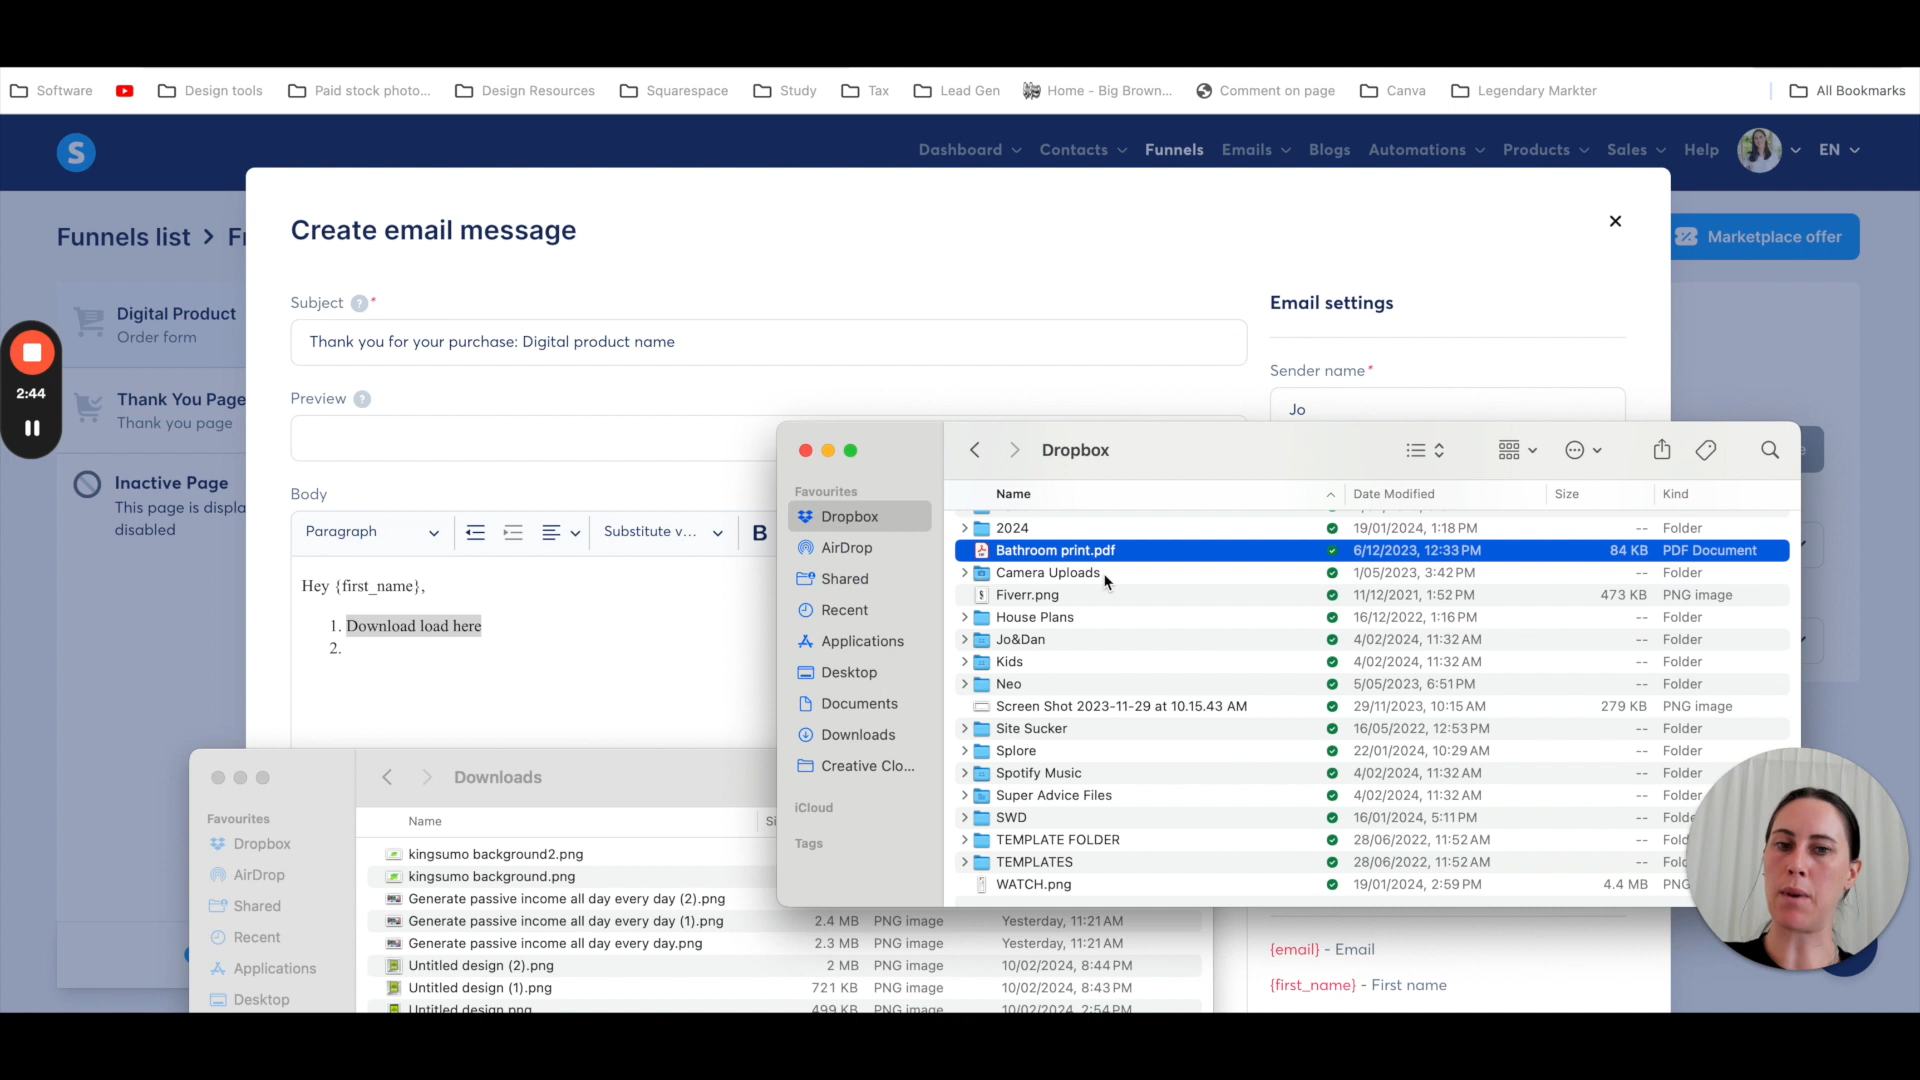 Software
Design tools
Paid stock photo...
Design Resources
Squarespace
Study
Tax
Lead Gen
Home - Big Brown...
Comment on page
Canva
Legendary Markter
All Bookmarks
S
Dashboard
Contacts
Funnels
Emails
Blogs
Automations
Products
Sales
Help
EN
Funnels list > Fr
Marketplace offer
Digital Product
Order form
Thank You Page
Thank you page
Inactive Page
This page is displa
disabled
2:44
Create email message
Subject ? *
Thank you for your purchase: Digital product name
Preview ?
Body
Paragraph
Substitute v...
B
Hey {first_name},
1. Download load here
2.
Email settings
Sender name *
Jo
{email} - Email
{first_name} - First name
Dropbox
Favourites
Dropbox
AirDrop
Shared
Recent
Applications
Desktop
Documents
Downloads
Creative Clo...
iCloud
Tags
Name Date Modified Size Kind
2024 19/01/2024, 1:18 PM -- Folder
Bathroom print.pdf 6/12/2023, 12:33 PM 84 KB PDF Document
Camera Uploads 1/05/2023, 3:42 PM -- Folder
Fiverr.png 11/12/2021, 1:52 PM 473 KB PNG image
House Plans 16/12/2022, 1:16 PM -- Folder
Jo&Dan 4/02/2024, 11:32 AM -- Folder
Kids 4/02/2024, 11:32 AM -- Folder
Neo 5/05/2023, 6:51 PM -- Folder
Screen Shot 2023-11-29 at 10.15.43 AM 29/11/2023, 10:15 AM 279 KB PNG image
Site Sucker 16/05/2022, 12:53 PM -- Folder
Splore 22/01/2024, 10:29 AM -- Folder
Spotify Music 4/02/2024, 11:32 AM -- Folder
Super Advice Files 4/02/2024, 11:32 AM -- Folder
SWD 16/01/2024, 5:11 PM -- Folde
TEMPLATE FOLDER 28/06/2022, 11:52 AM -- Fold
TEMPLATES 28/06/2022, 11:52 AM -- Fold
WATCH.png 19/01/2024, 2:59 PM 4.4 MB PNG
Downloads
Favourites
Dropbox
AirDrop
Shared
Recent
Applications
Desktop
Name Si
kingsumo background2.png
kingsumo background.png
Generate passive income all day every day (2).png
Generate passive income all day every day (1).png 2.4 MB PNG image Yesterday, 11:21 AM
Generate passive income all day every day.png 2.3 MB PNG image Yesterday, 11:21 AM
Untitled design (2).png 2 MB PNG image 10/02/2024, 8:44 PM
Untitled design (1).png 721 KB PNG image 10/02/2024, 8:43 PM
Untitled design.png 499 KB PNG image 10/02/2024, 2:54 PM